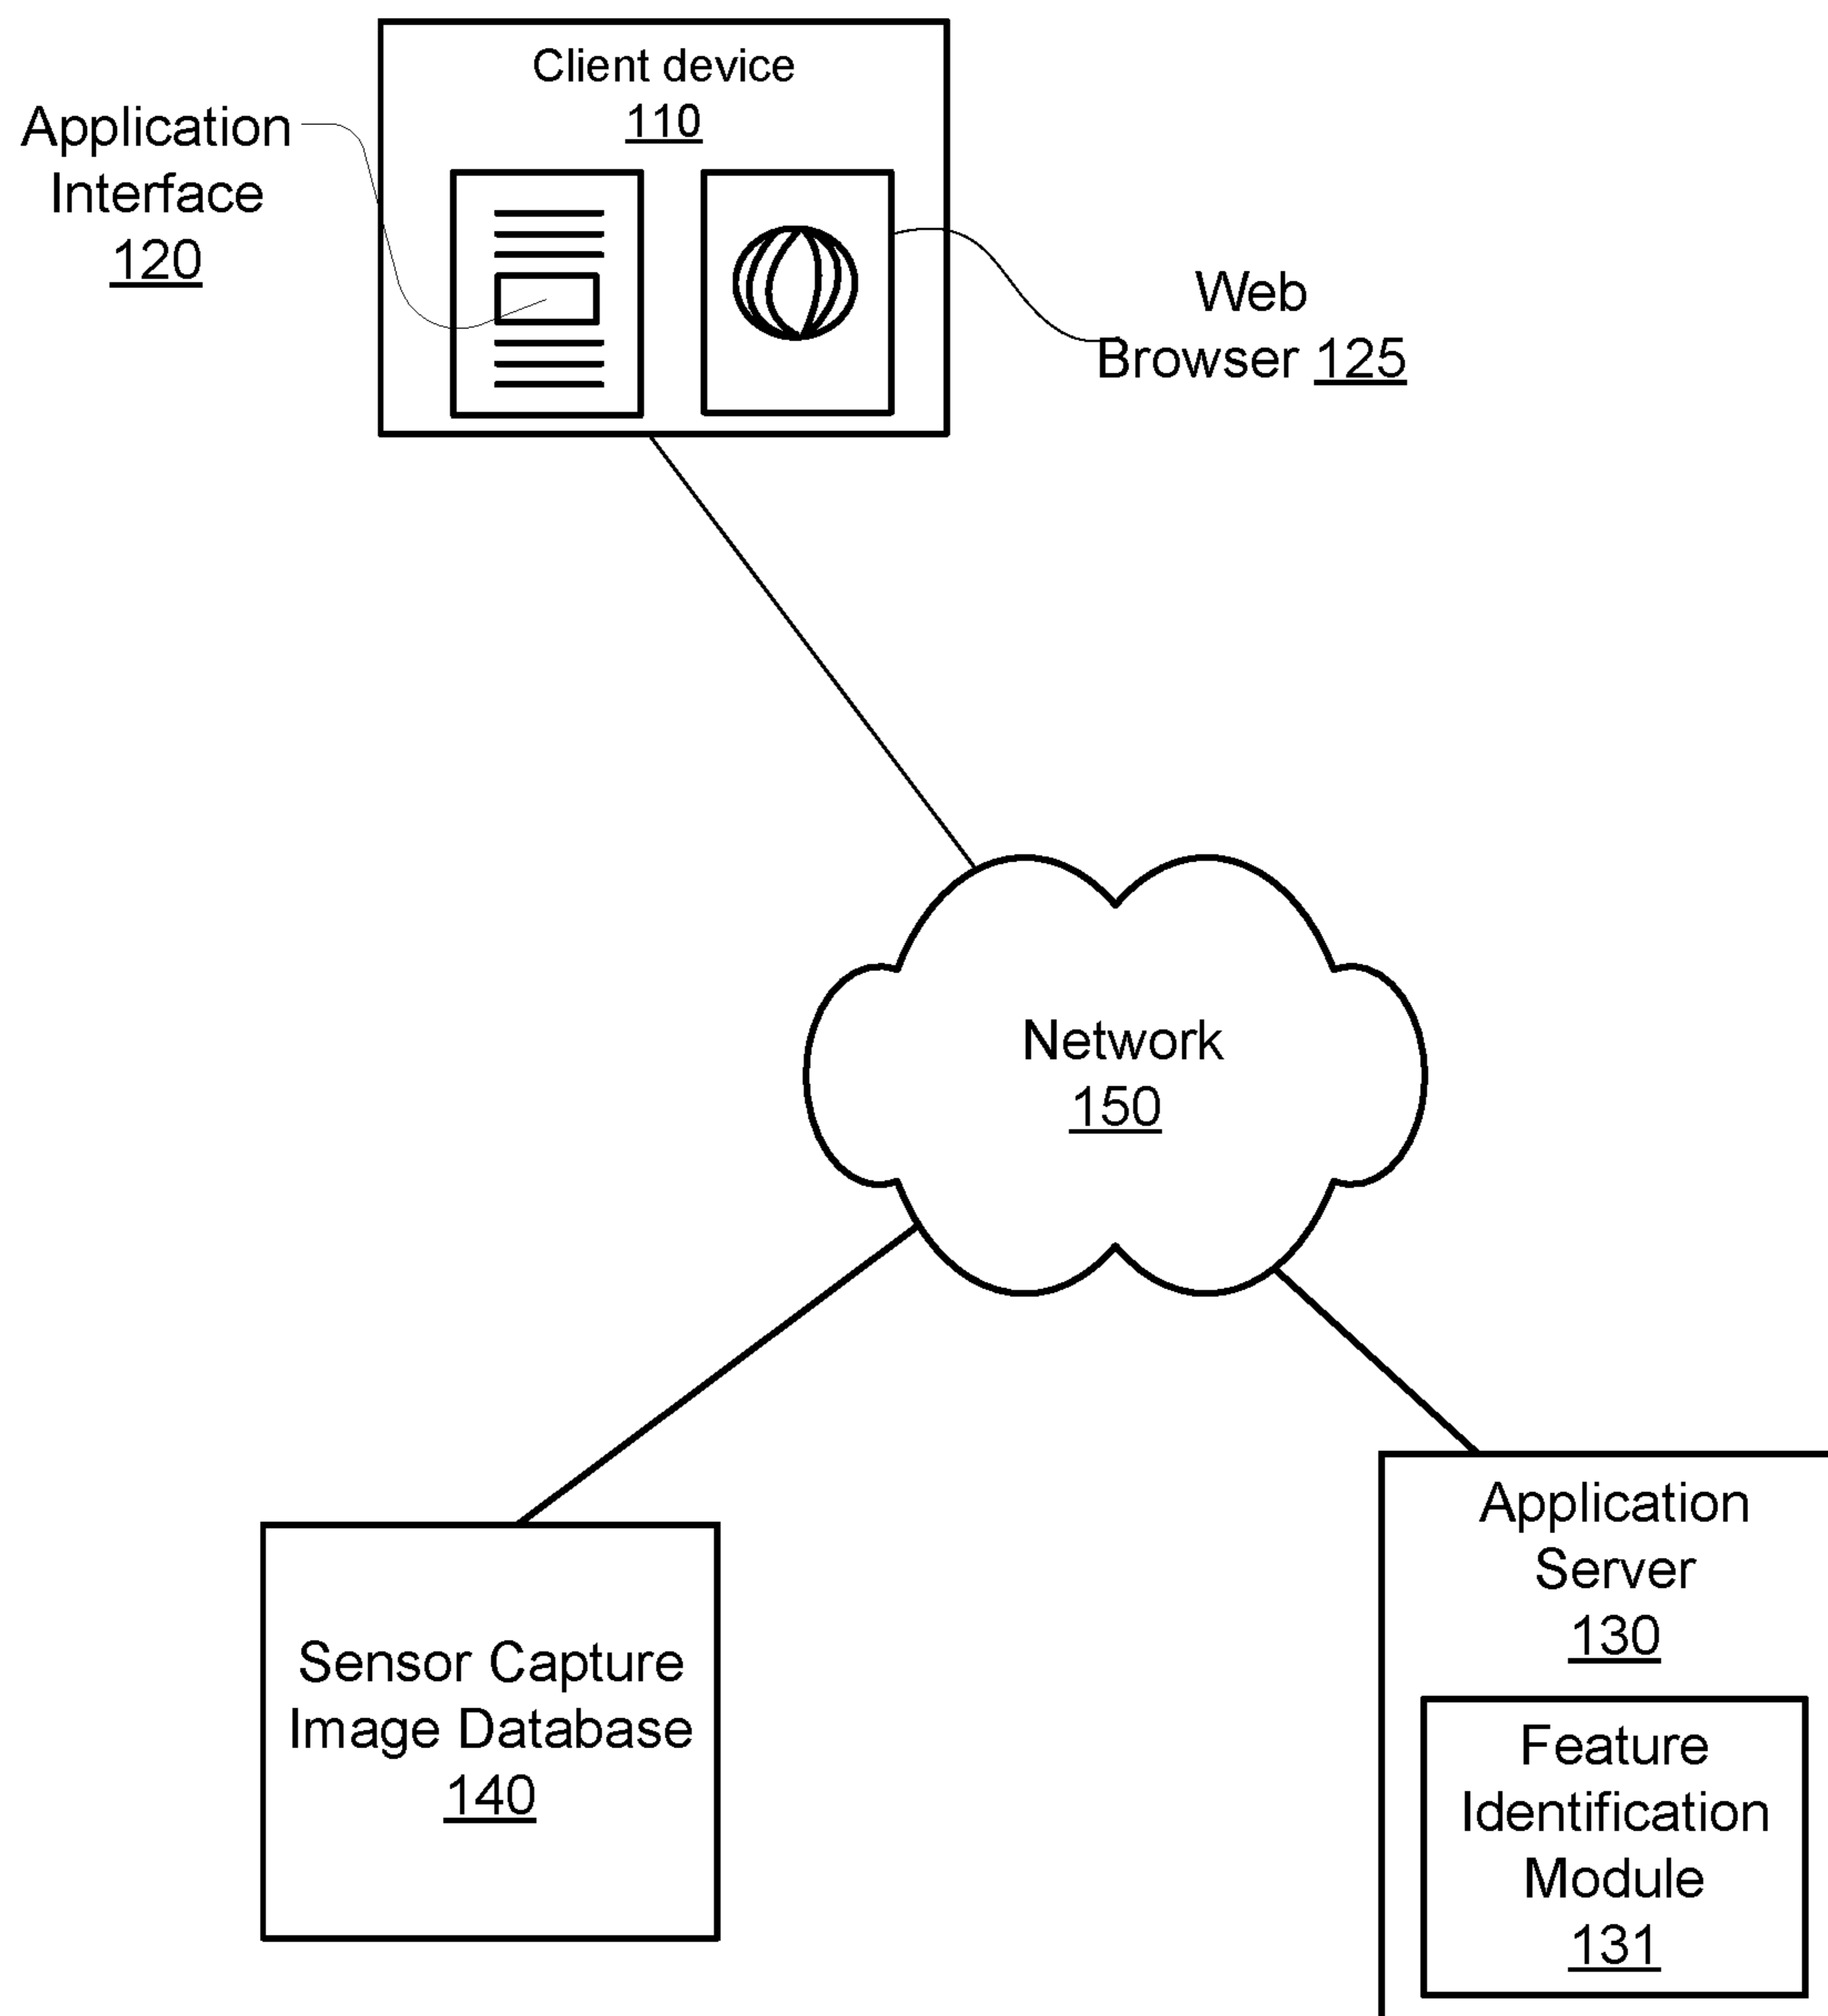 Client device
110
Application
Interface
120
Web
Browser 125
Network
150
Sensor Capture
Image Database
140
Application
Server
130
Feature
Identification
Module
131